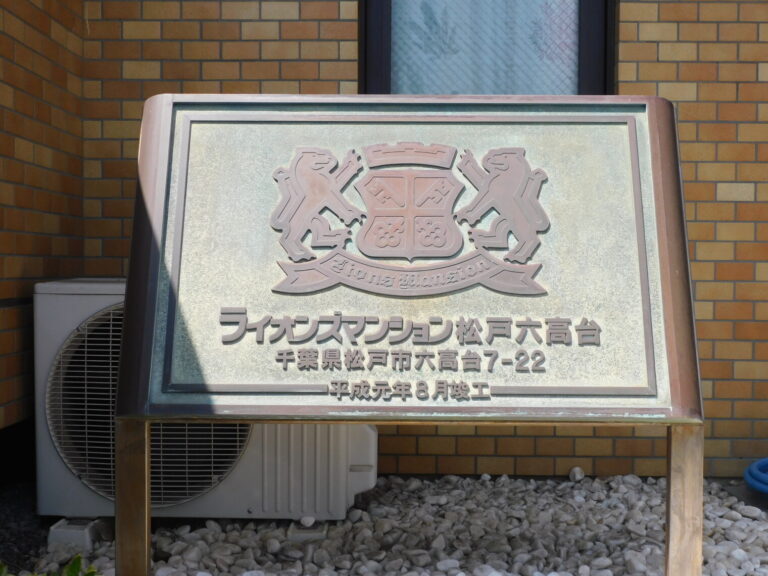 Lions Mansion
ライオンズマンション松戸六高台
千葉県松戸市六高台7-22
平成元年8月竣工